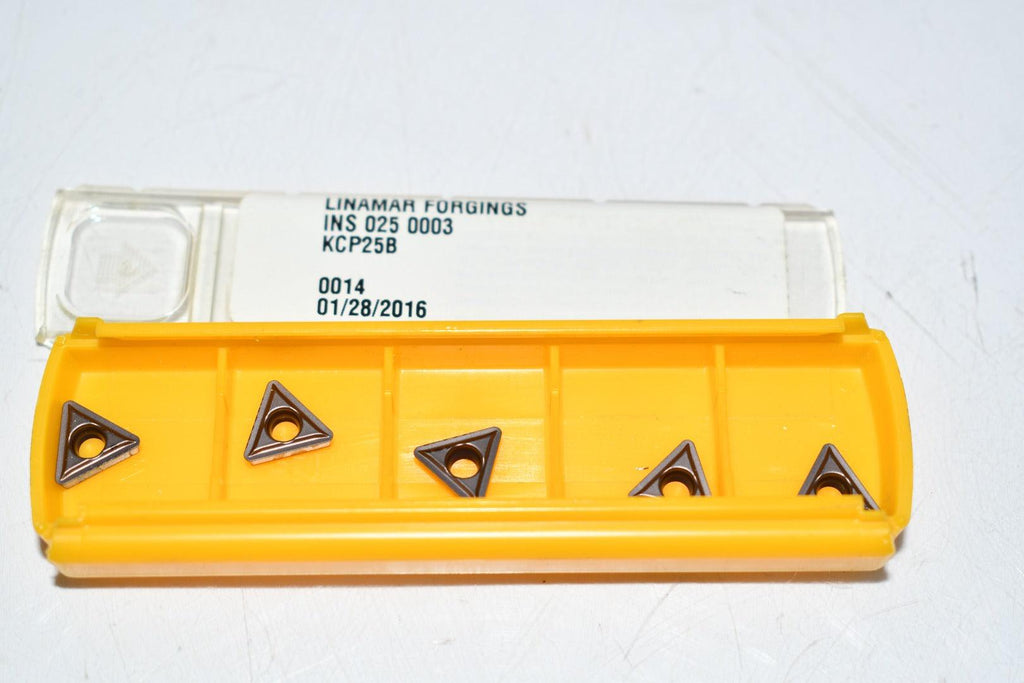 LINAMAR FORGINGS
INS 025 0003
KCP25B
0014
01/28/2016